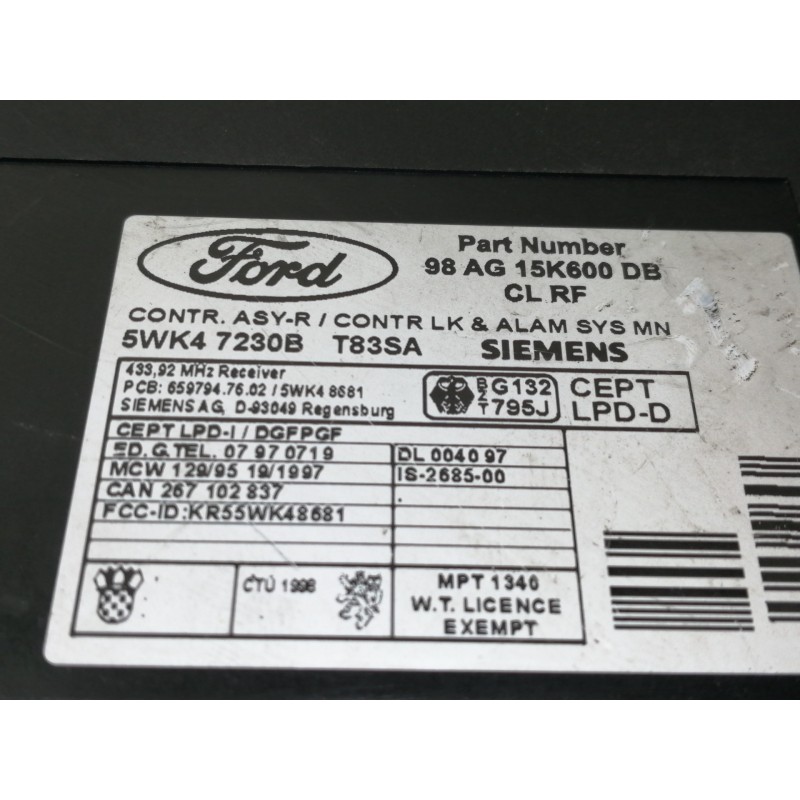 Ford
Part Number
98 AG 15K600 DB
CL RF
CONTR. ASY-R / CONTR LK & ALAM SYS MN
5WK4 7230B T83SA SIEMENS
433,92 MHz Receiver
PCB: 659794.76.02 / 5WK4 8681
SIEMENS AG, D-93049 Regensburg
BZT G132
795J
CEPT
LPD-D
CEPT LPD-I / DGFPGF
ED. G. TEL. 07 97 0719
DL 0040 97
MCW 129/95 19/1997
IS-2685-00
CAN 267 102 837
FCC-ID:KR55WK48681
ČTÚ 1998
MPT 1340
W.T. LICENCE
EXEMPT